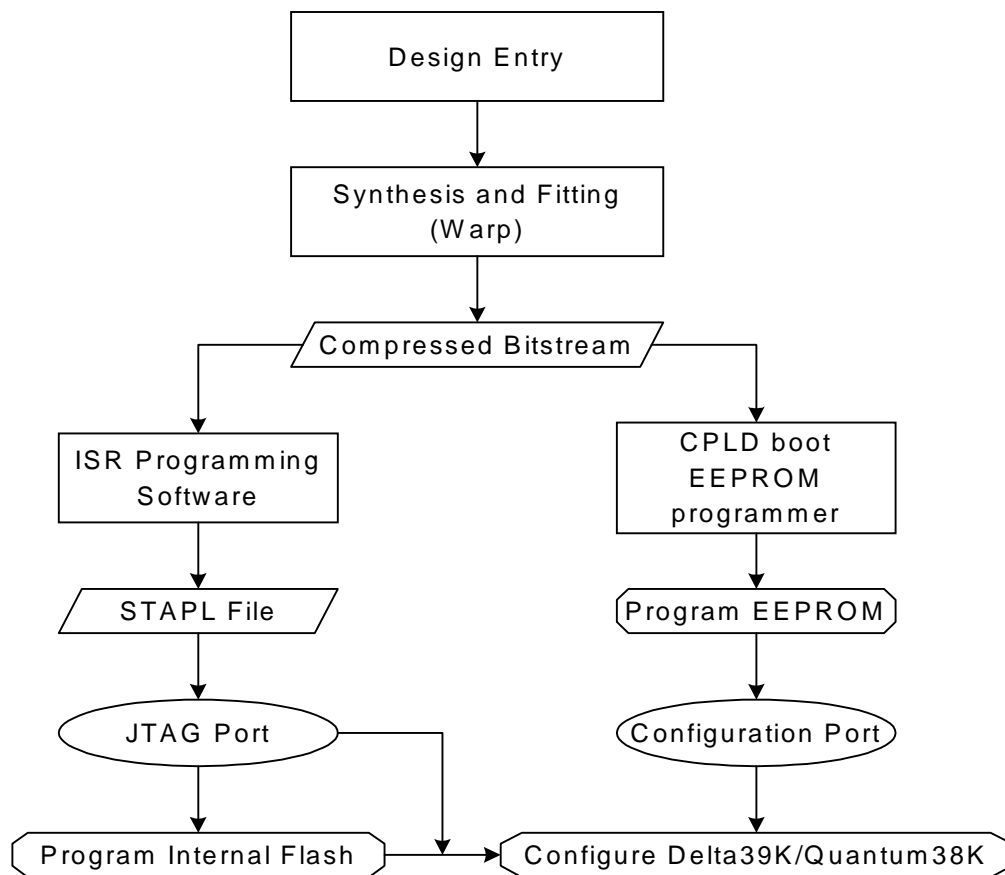 Design Entry
Synthesis and Fitting
(Warp)
Compressed Bitstream
ISR Programming
Software
CPLD boot
EEPROM
programmer
STAPL File
Program EEPROM
JTAG Port
Configuration Port
Program Internal Flash
Configure Delta39K/Quantum38K